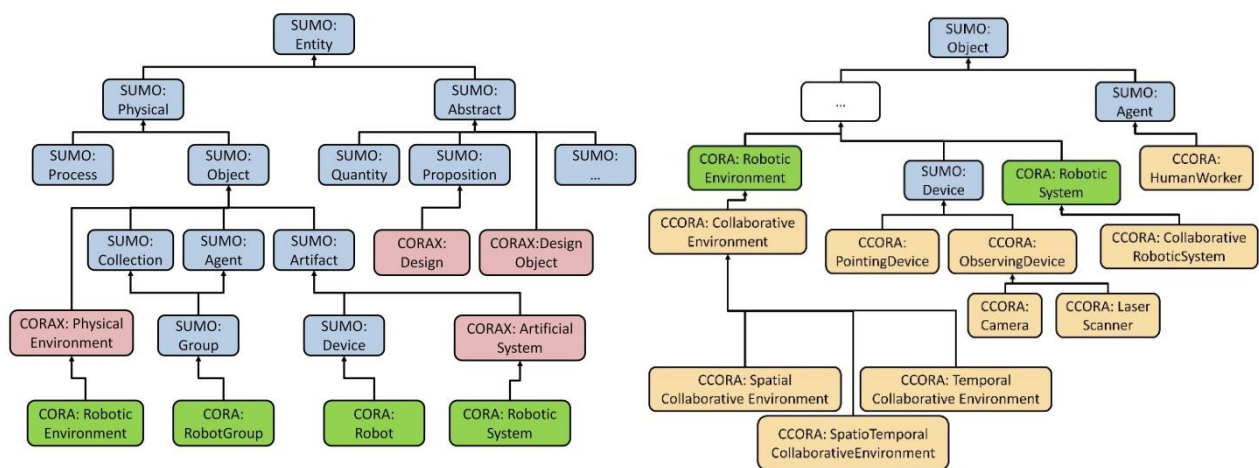 SUMO:
Entity
SUMO:
Physical
SUMO:
Abstract
SUMO:
Process
SUMO:
Object
SUMO:
Quantity
SUMO:
Proposition
SUMO:
...
SUMO:
Collection
SUMO:
Agent
SUMO:
Artifact
CORAX:
Design
CORAX:Design
Object
CORAX: Physical
Environment
SUMO:
Group
SUMO:
Device
CORAX: Artificial
System
CORA: Robotic
Environment
CORA:
RobotGroup
CORA:
Robot
CORA: Robotic
System
SUMO:
Object
...
SUMO:
Agent
CORA: Robotic
Environment
SUMO:
Device
CORA: Robotic
System
CCORA:
HumanWorker
CCORA: Collaborative
Environment
CCORA:
PointingDevice
CCORA:
ObservingDevice
CCORA: Collaborative
RoboticSystem
CCORA:
Camera
CCORA: Laser
Scanner
CCORA: Spatial
Collaborative Environment
CCORA: Temporal
Collaborative Environment
CCORA: SpatioTemporal
CollaborativeEnvironment